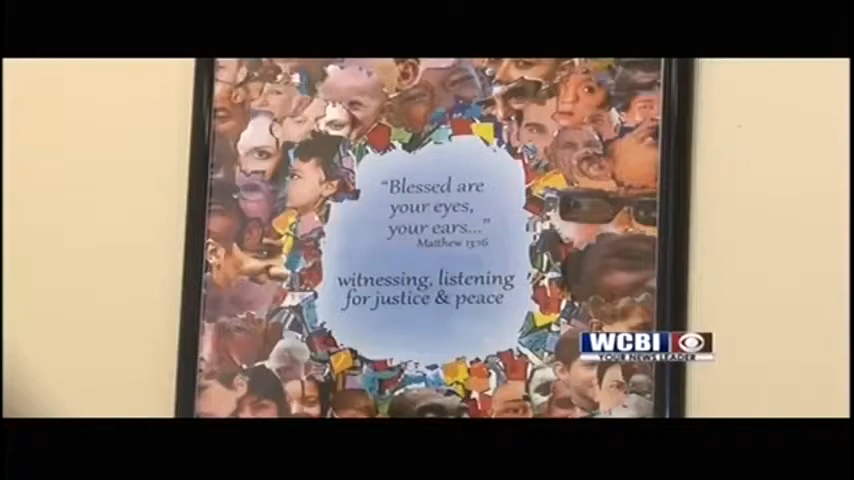 "Blessed are
your eyes,
your ears..."
Matthew 13:16
witnessing, listening
for justice & peace
WCBI
YOUR NEWS LEADER